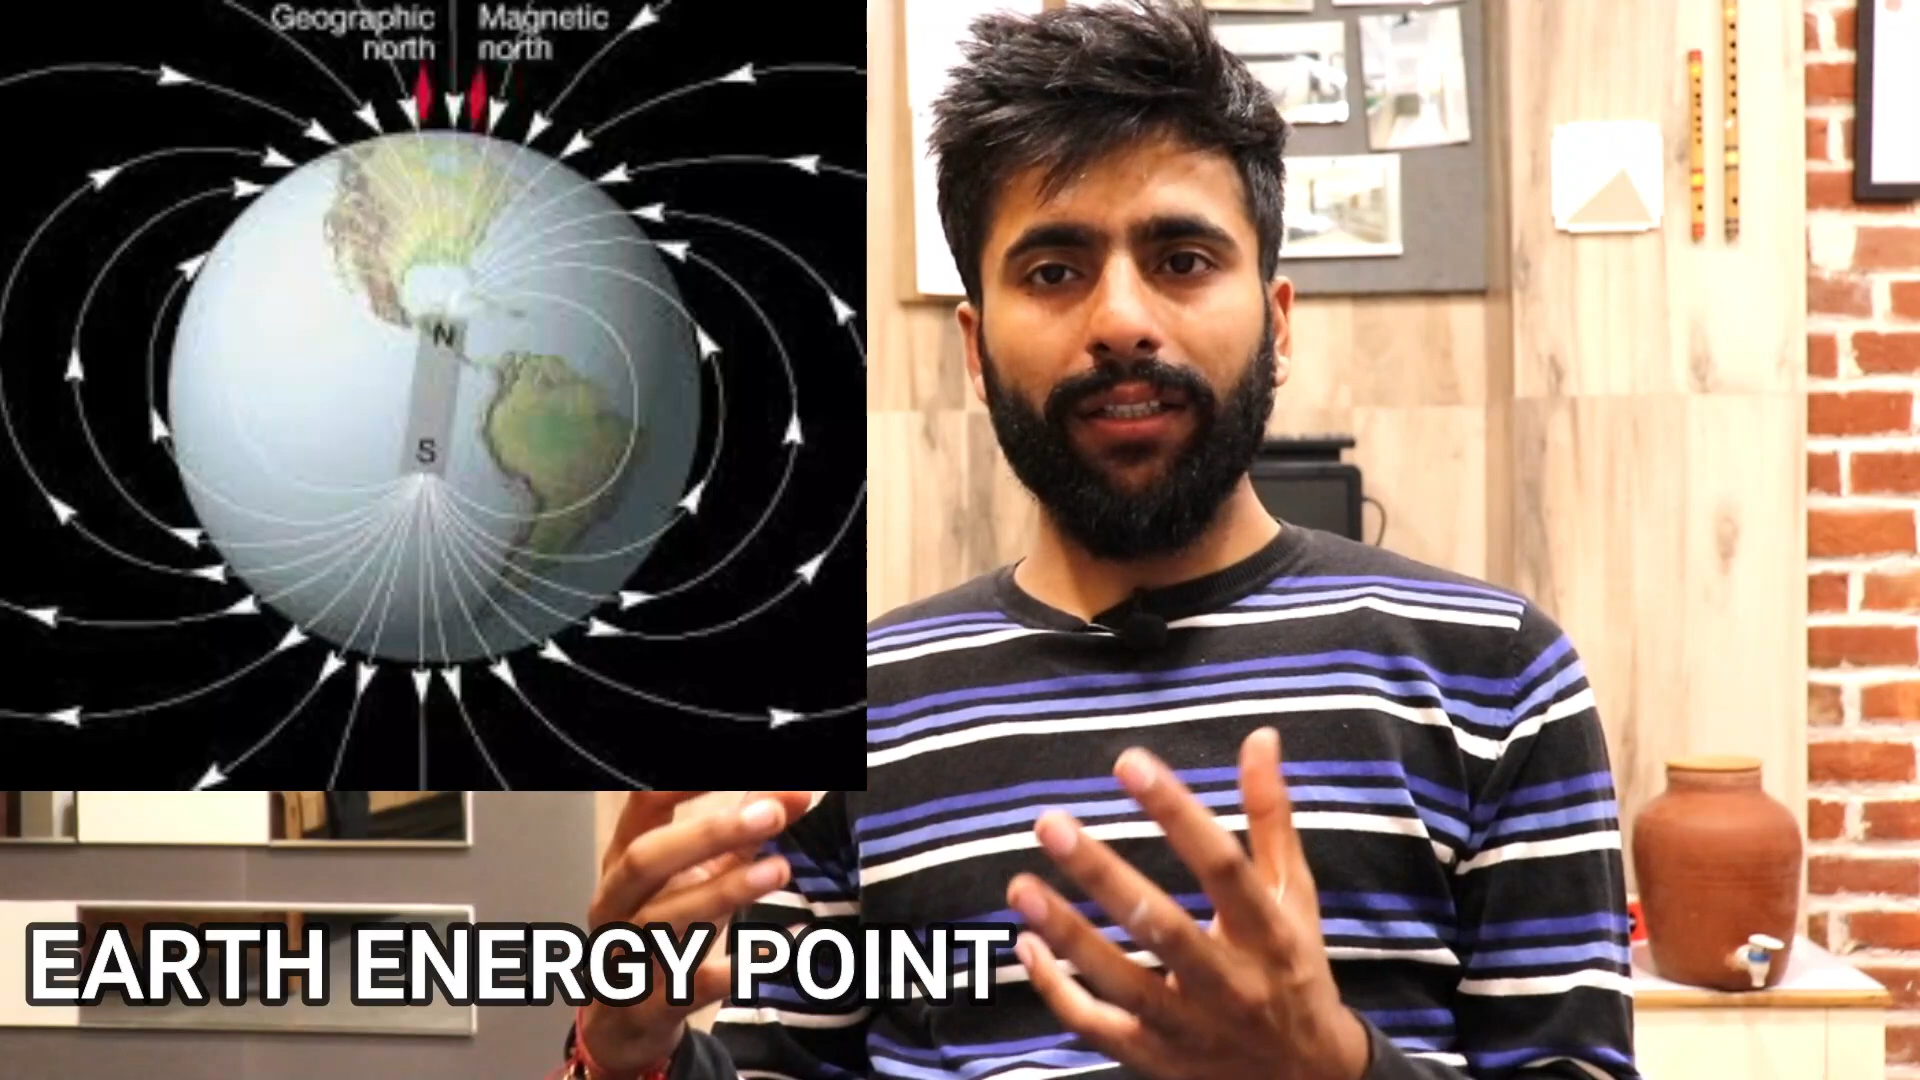 Geographic
north
Magnetic
north
N
S
EARTH ENERGY POINT